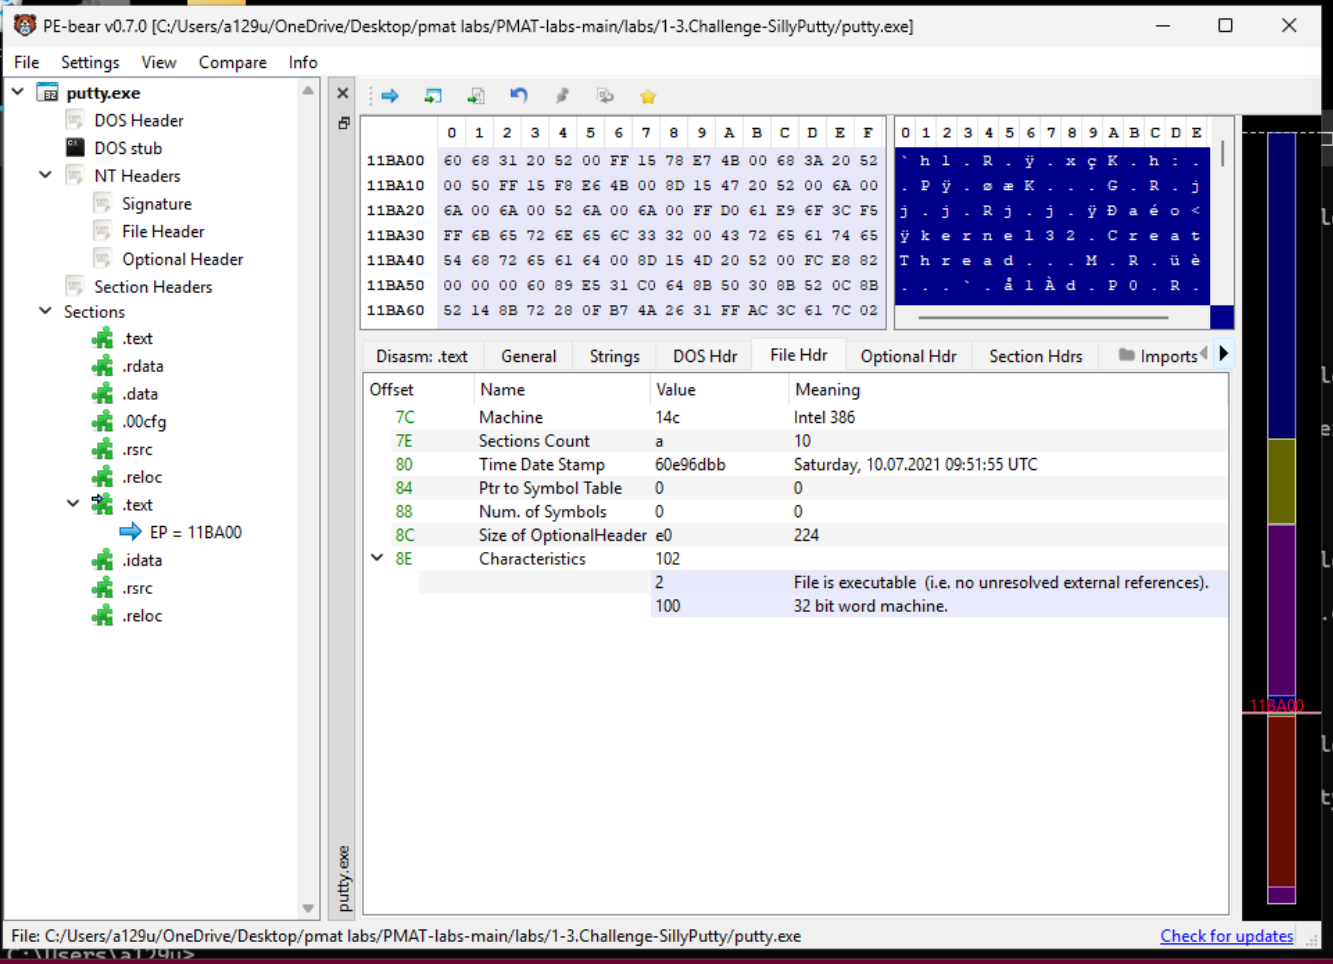 PE-bear v0.7.0 [C:/Users/a129u/OneDrive/Desktop/pmat labs/PMAT-labs-main/labs/1-3.Challenge-SillyPutty/putty.exe]
File Settings View Compare Info
putty.exe
DOS Header
DOS stub
NT Headers
Signature
File Header
Optional Header
Section Headers
Sections
.text
.rdata
.data
.00cfg
.rsrc
.reloc
.text
EP = 11BA00
.idata
.rsrc
.reloc
putty.exe
0 1 2 3 4 5 6 7 8 9 A B C D E F
11BA00 60 68 31 20 52 00 FF 15 78 E7 4B 00 68 3A 20 52
11BA10 00 50 FF 15 F8 E6 4B 00 8D 15 47 20 52 00 6A 00
11BA20 6A 00 6A 00 52 6A 00 6A 00 FF D0 61 E9 6F 3C F5
11BA30 FF 6B 65 72 6E 65 6C 33 32 00 43 72 65 61 74 65
11BA40 54 68 72 65 61 64 00 8D 15 4D 20 52 00 FC E8 82
11BA50 00 00 00 60 89 E5 31 C0 64 8B 50 30 8B 52 0C 8B
11BA60 52 14 8B 72 28 0F B7 4A 26 31 FF AC 3C 61 7C 02
0 1 2 3 4 5 6 7 8 9 A B C D E
` h 1 . R . ÿ . x ç K . h : .
. P ÿ . ø æ K . . . G . R . j
j . j . R j . j . ÿ Ð a é o <
ÿ k e r n e l 3 2 . C r e a t
T h r e a d . . . M . R . ü è
. . . ` . å 1 À d . P 0 . R .
Disasm: .text General Strings DOS Hdr File Hdr Optional Hdr Section Hdrs Imports
Offset Name Value Meaning
7C Machine 14c Intel 386
7E Sections Count a 10
80 Time Date Stamp 60e96dbb Saturday, 10.07.2021 09:51:55 UTC
84 Ptr to Symbol Table 0 0
88 Num. of Symbols 0 0
8C Size of OptionalHeader e0 224
8E Characteristics 102
2 File is executable (i.e. no unresolved external references).
100 32 bit word machine.
11BA00
File: C:/Users/a129u/OneDrive/Desktop/pmat labs/PMAT-labs-main/labs/1-3.Challenge-SillyPutty/putty.exe
Check for updates
C:\Users\a129u>